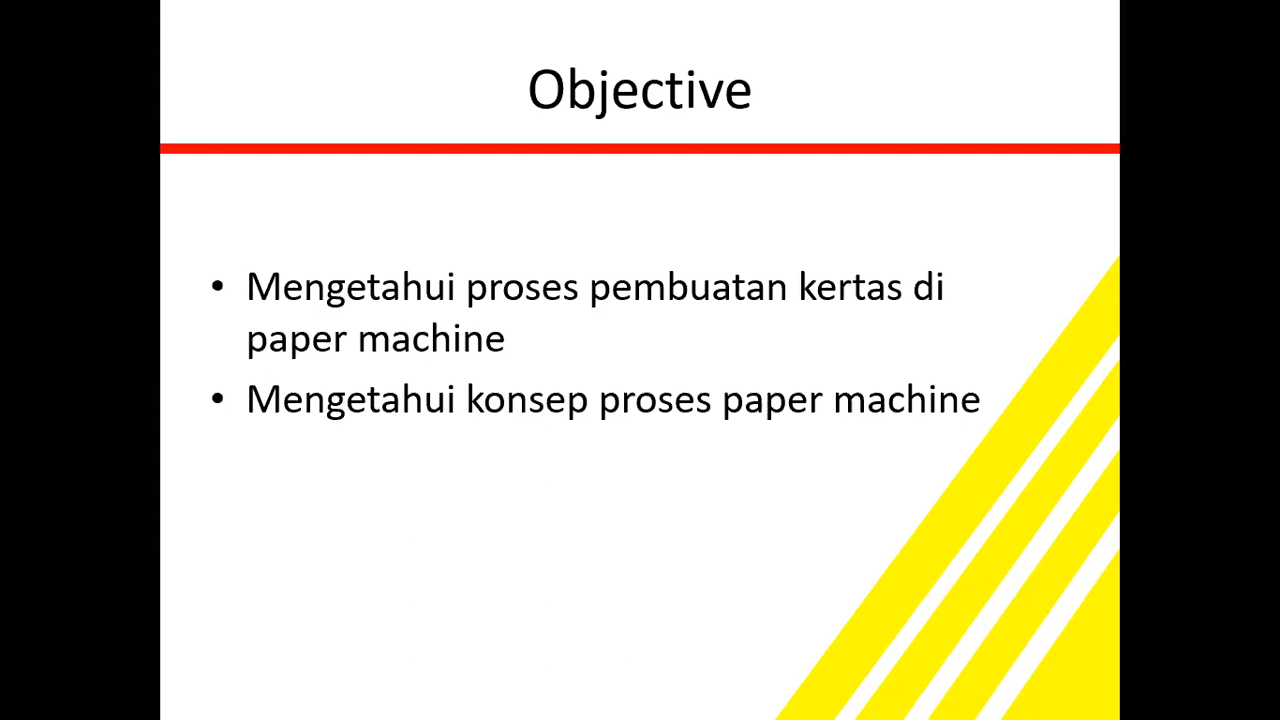 Objective
• Mengetahui proses pembuatan kertas di
paper machine
• Mengetahui konsep proses paper machine